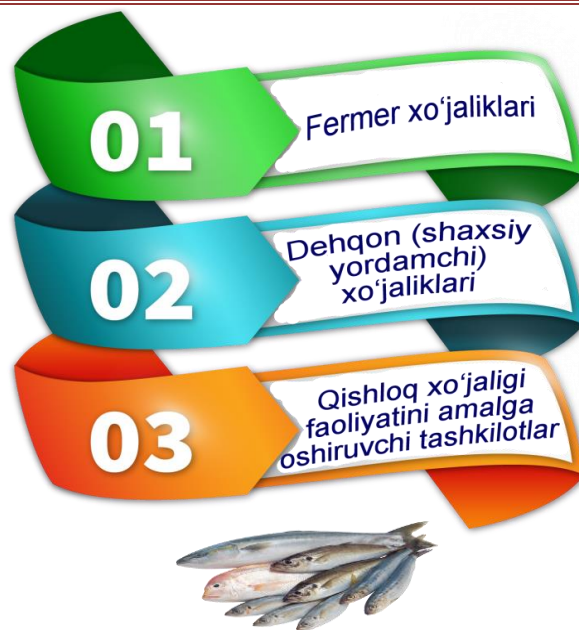 01
Fermer xo‘jaliklari
02
Dehqon (shaxsiy
yordamchi)
xo‘jaliklari
03
Qishloq xo‘jaligi
faoliyatini amalga
oshiruvchi tashkilotlar